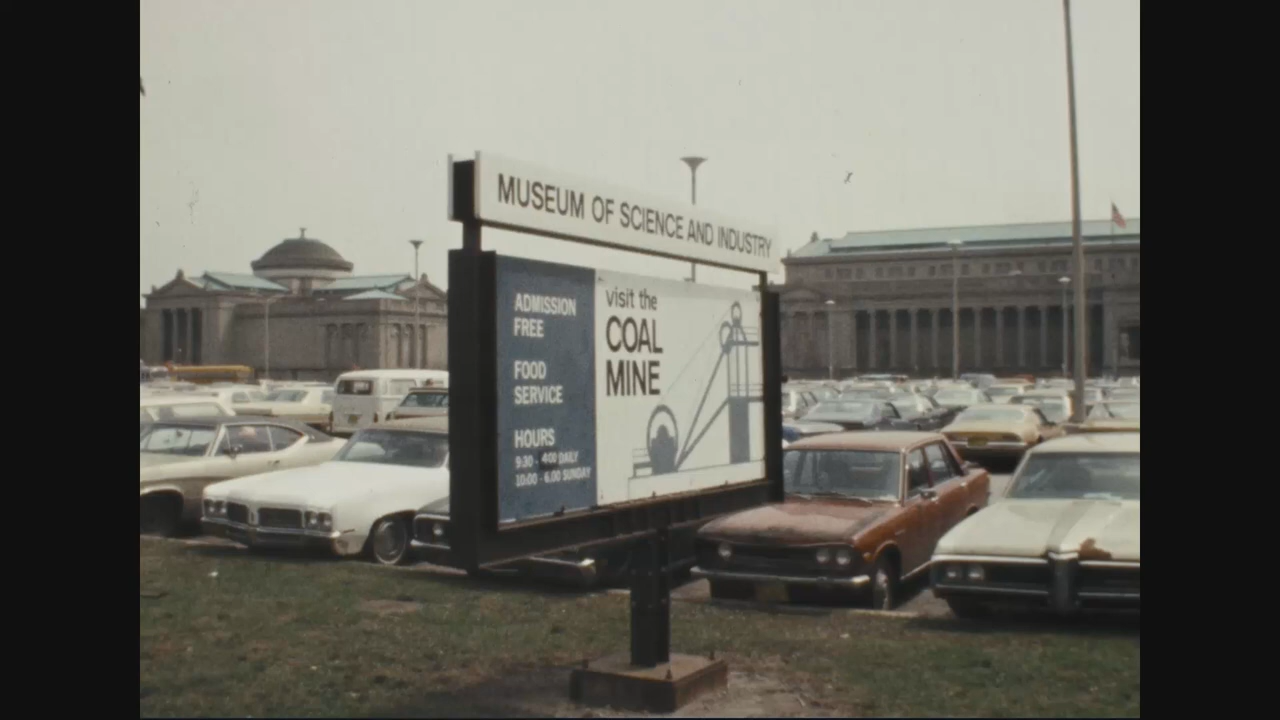 MUSEUM OF SCIENCE AND INDUSTRY
ADMISSION
FREE
FOOD
SERVICE
HOURS
9:30 - 4:00 DAILY
10:00 - 6:00 SUNDAY
visit the
COAL
MINE